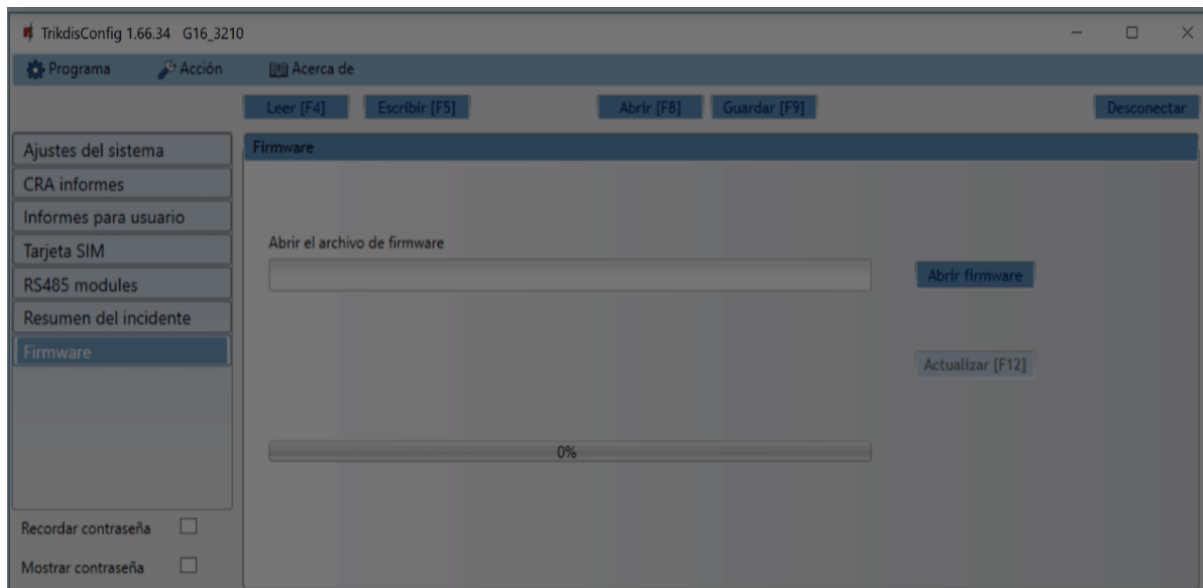 TrikdisConfig 1.66.34 G16_3210
Programa Acción Acerca de
Leer [F4] Escribir [F5] Abrir [F8] Guardar [F9] Desconectar
Ajustes del sistema
CRA informes
Informes para usuario
Tarjeta SIM
RS485 modules
Resumen del incidente
Firmware
Recordar contraseña
Mostrar contraseña
Firmware
Abrir el archivo de firmware
Abrir firmware
Actualizar [F12]
0%